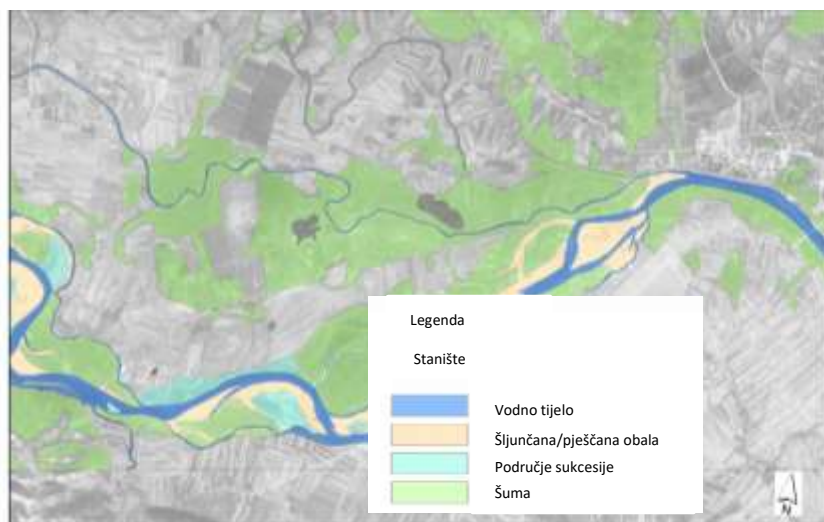 Legenda
Stanište
Vodno tijelo
Šljunčana/pješčana obala
Područje sukcesije
Šuma
N